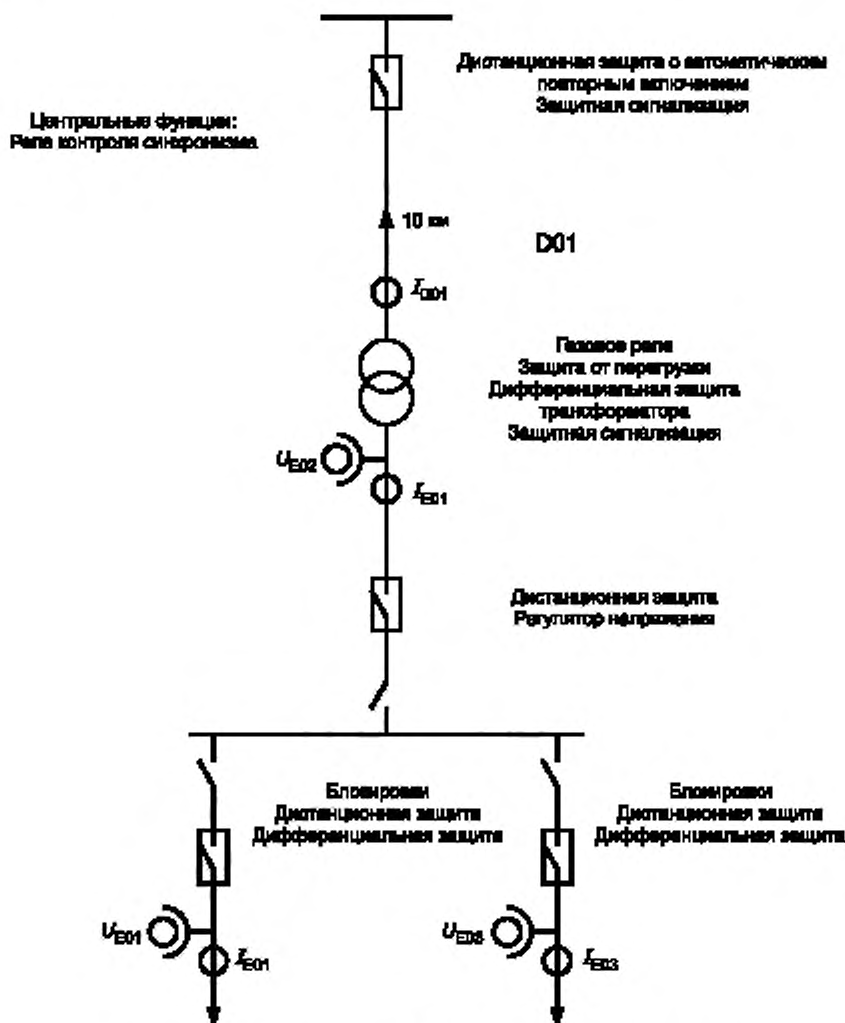 Дистанционная защита с автоматическим
повторным включением
Защитная сигнализация
Центральные функции:
Реле контроля синхронизма
10 км
D01
I_D01
Газовое реле
Защита от перегрузки
Дифференциальная защита
трансформатора
Защитная сигнализация
U_E02
I_E01
Дистанционная защита
Регулятор напряжения
Блокировки
Дистанционная защита
Дифференциальная защита
Блокировки
Дистанционная защита
Дифференциальная защита
U_E01
I_E01
U_E03
I_E03